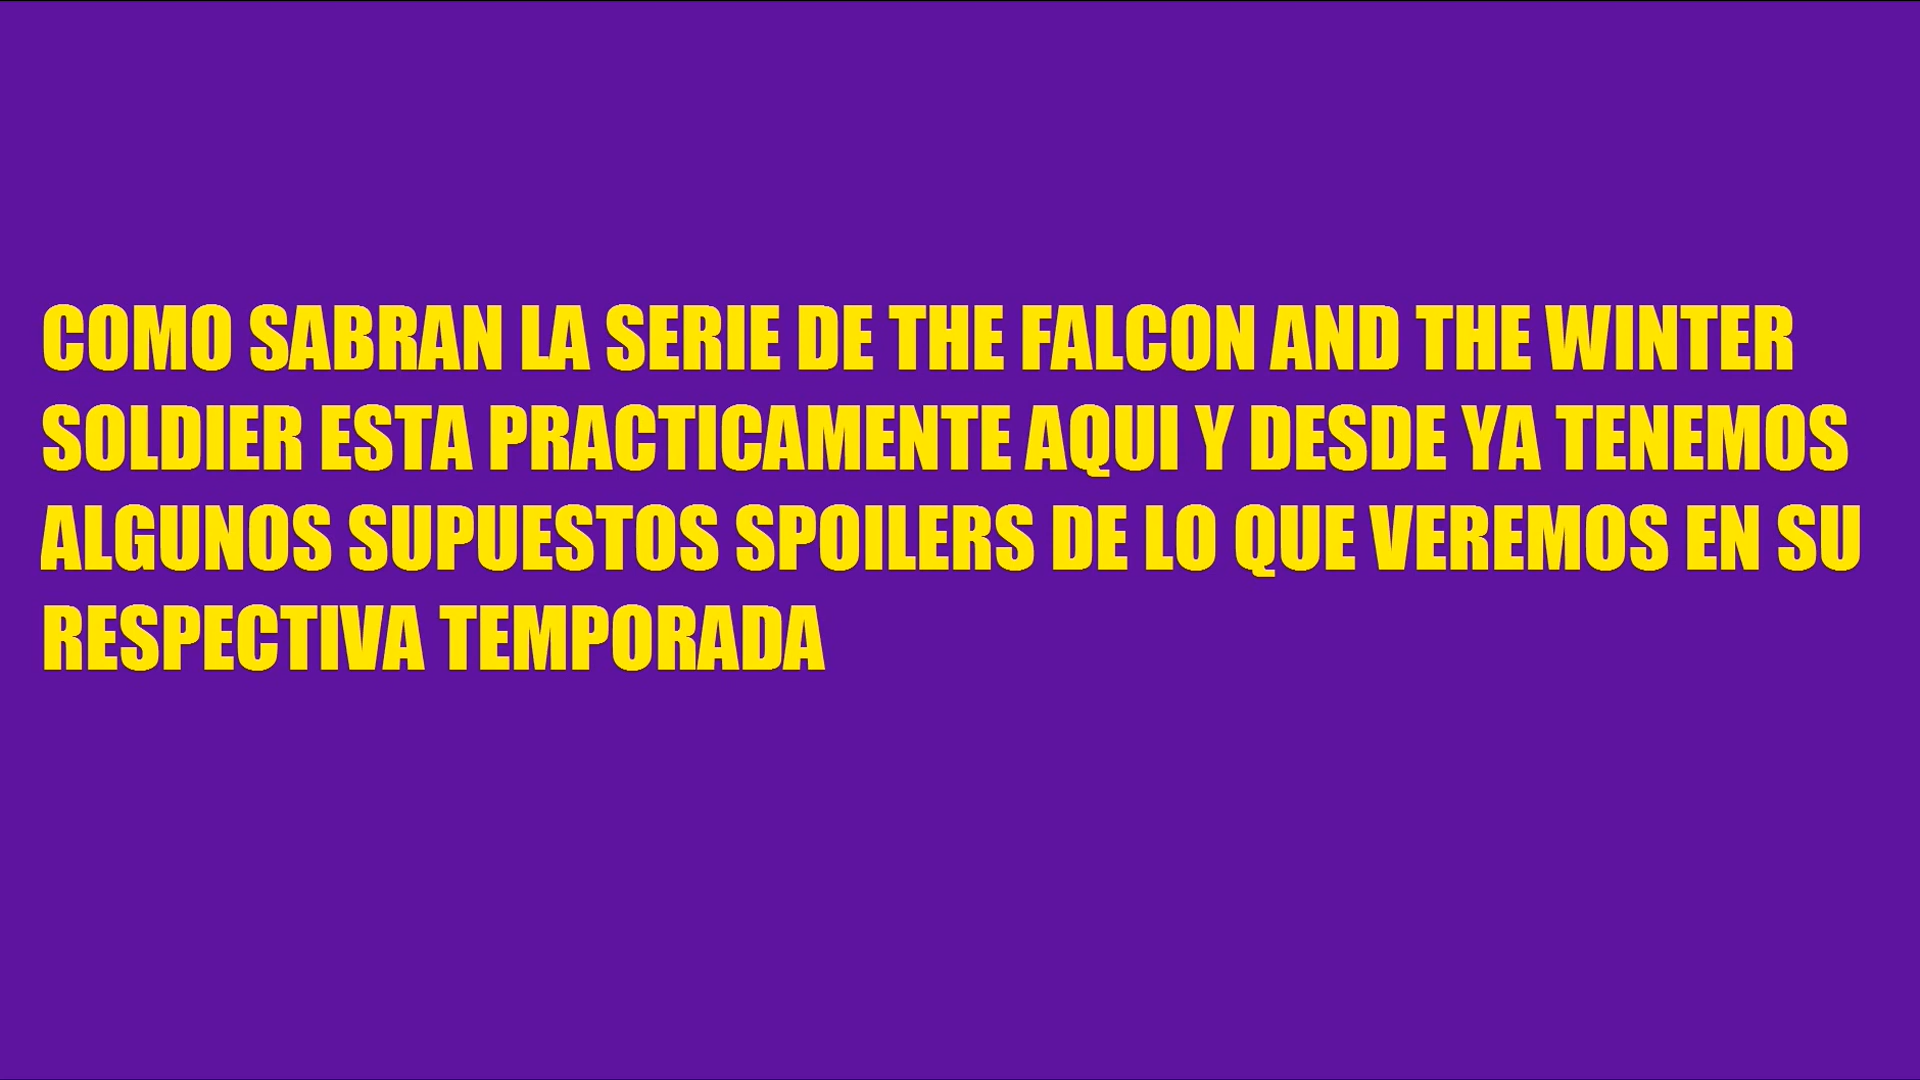 COMO SABRAN LA SERIE DE THE FALCON AND THE WINTER
SOLDIER ESTA PRACTICAMENTE AQUI Y DESDE YA TENEMOS
ALGUNOS SUPUESTOS SPOILERS DE LO QUE VEREMOS EN SU
RESPECTIVA TEMPORADA